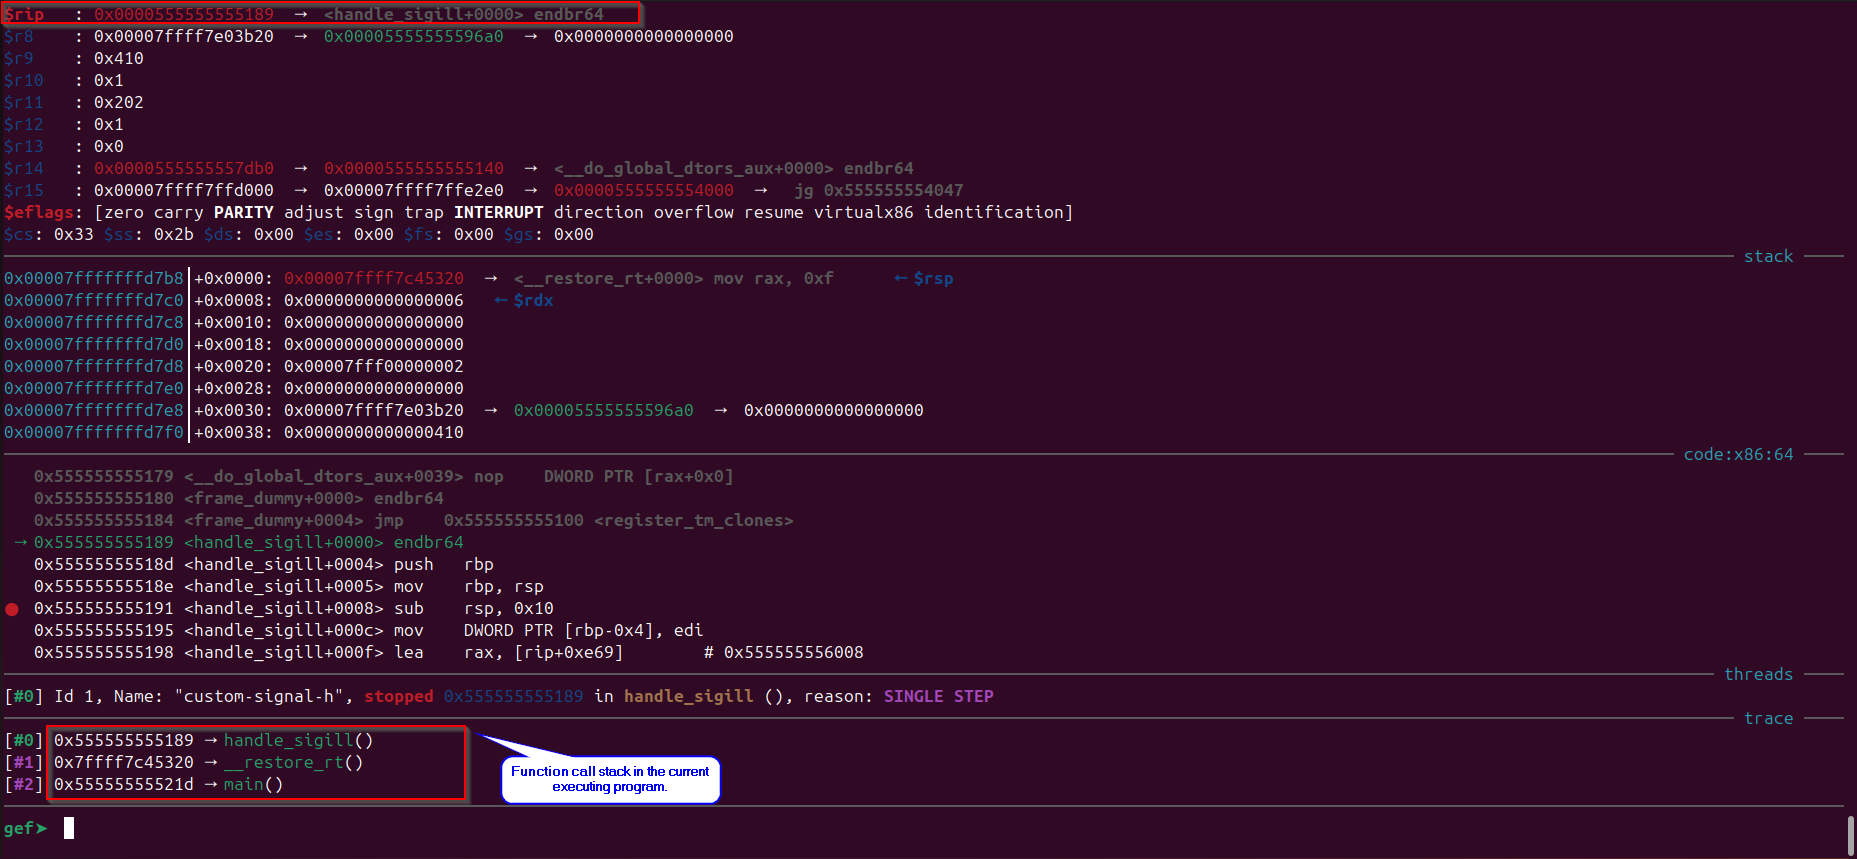 $rip   : 0x0000555555555189  →  <handle_sigill+0000> endbr64
$r8    : 0x00007ffff7e03b20  →  0x00005555555596a0  →  0x0000000000000000
$r9    : 0x410
$r10   : 0x1
$r11   : 0x202
$r12   : 0x1
$r13   : 0x0
$r14   : 0x0000555555557db0  →  0x0000555555555140  →  <__do_global_dtors_aux+0000> endbr64
$r15   : 0x00007ffff7ffd000  →  0x00007ffff7ffe2e0  →  0x0000555555554000  →   jg 0x555555554047
$eflags: [zero carry PARITY adjust sign trap INTERRUPT direction overflow resume virtualx86 identification]
$cs: 0x33 $ss: 0x2b $ds: 0x00 $es: 0x00 $fs: 0x00 $gs: 0x00
stack
0x00007fffffffd7b8│+0x0000: 0x00007ffff7c45320  →  <__restore_rt+0000> mov rax, 0xf      ← $rsp
0x00007fffffffd7c0│+0x0008: 0x0000000000000006   ← $rdx
0x00007fffffffd7c8│+0x0010: 0x0000000000000000
0x00007fffffffd7d0│+0x0018: 0x0000000000000000
0x00007fffffffd7d8│+0x0020: 0x00007fff00000002
0x00007fffffffd7e0│+0x0028: 0x0000000000000000
0x00007fffffffd7e8│+0x0030: 0x00007ffff7e03b20  →  0x00005555555596a0  →  0x0000000000000000
0x00007fffffffd7f0│+0x0038: 0x0000000000000410
code:x86:64
0x555555555179 <__do_global_dtors_aux+0039> nop    DWORD PTR [rax+0x0]
0x555555555180 <frame_dummy+0000> endbr64
0x555555555184 <frame_dummy+0004> jmp    0x555555555100 <register_tm_clones>
→ 0x555555555189 <handle_sigill+0000> endbr64
0x55555555518d <handle_sigill+0004> push   rbp
0x55555555518e <handle_sigill+0005> mov    rbp, rsp
● 0x555555555191 <handle_sigill+0008> sub    rsp, 0x10
0x555555555195 <handle_sigill+000c> mov    DWORD PTR [rbp-0x4], edi
0x555555555198 <handle_sigill+000f> lea    rax, [rip+0xe69]        # 0x555555556008
threads
[#0] Id 1, Name: "custom-signal-h", stopped 0x555555555189 in handle_sigill (), reason: SINGLE STEP
trace
[#0] 0x555555555189 → handle_sigill()
[#1] 0x7ffff7c45320 → __restore_rt()
[#2] 0x55555555521d → main()
Function call stack in the current
executing program.
gef➤